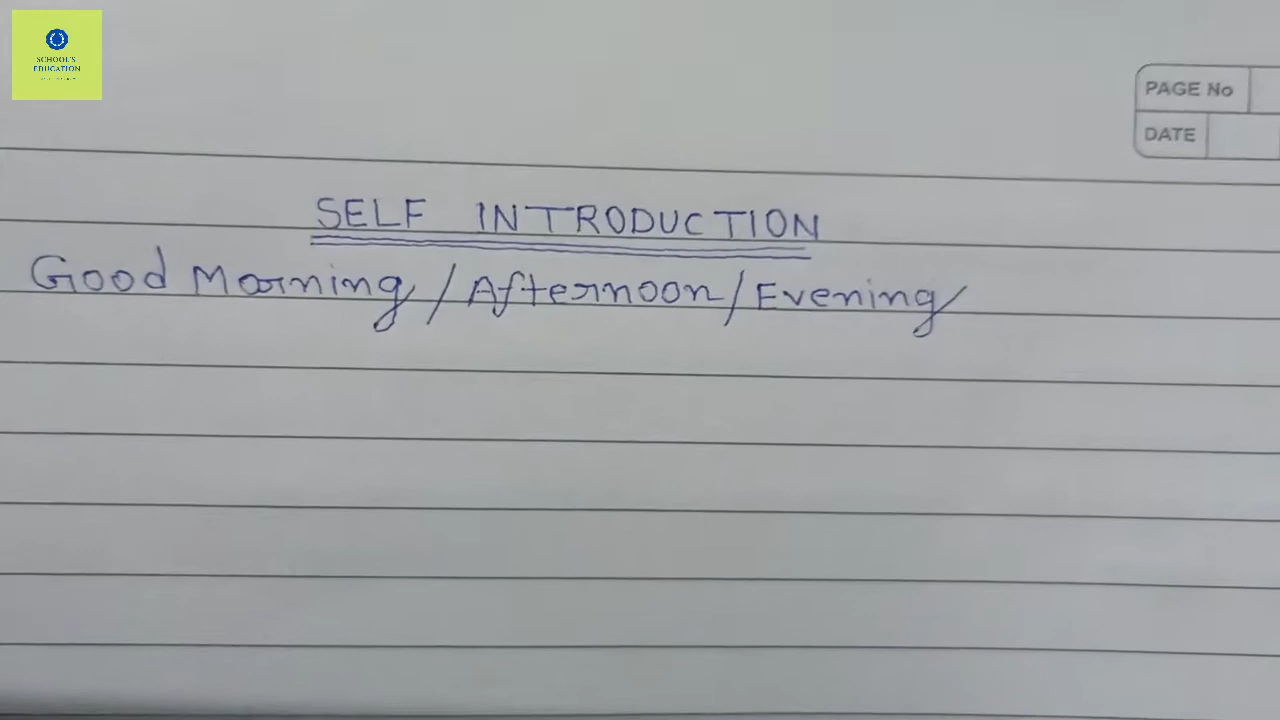 SCHOOL'S
EDUCATION
PAGE No
DATE
SELF INTRODUCTION
Good Morning/Afternoon/Evening